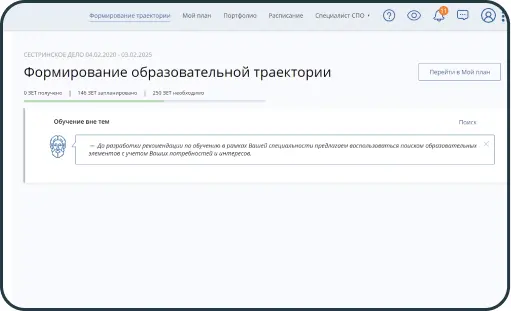 Формирование траектории Мой план Портфолио Расписание Специалист СПО
11
СЕСТРИНСКОЕ ДЕЛО 04.02.2020 - 03.02.2025
Формирование образовательной траектории
Перейти в Мой план
0 ЗЕТ получено | 146 ЗЕТ запланировано | 250 ЗЕТ необходимо
Обучение вне тем
Поиск
— До разработки рекомендации по обучению в рамках Вашей специальности предлагаем воспользоваться поиском образовательных
элементов с учетом Ваших потребностей и интересов.